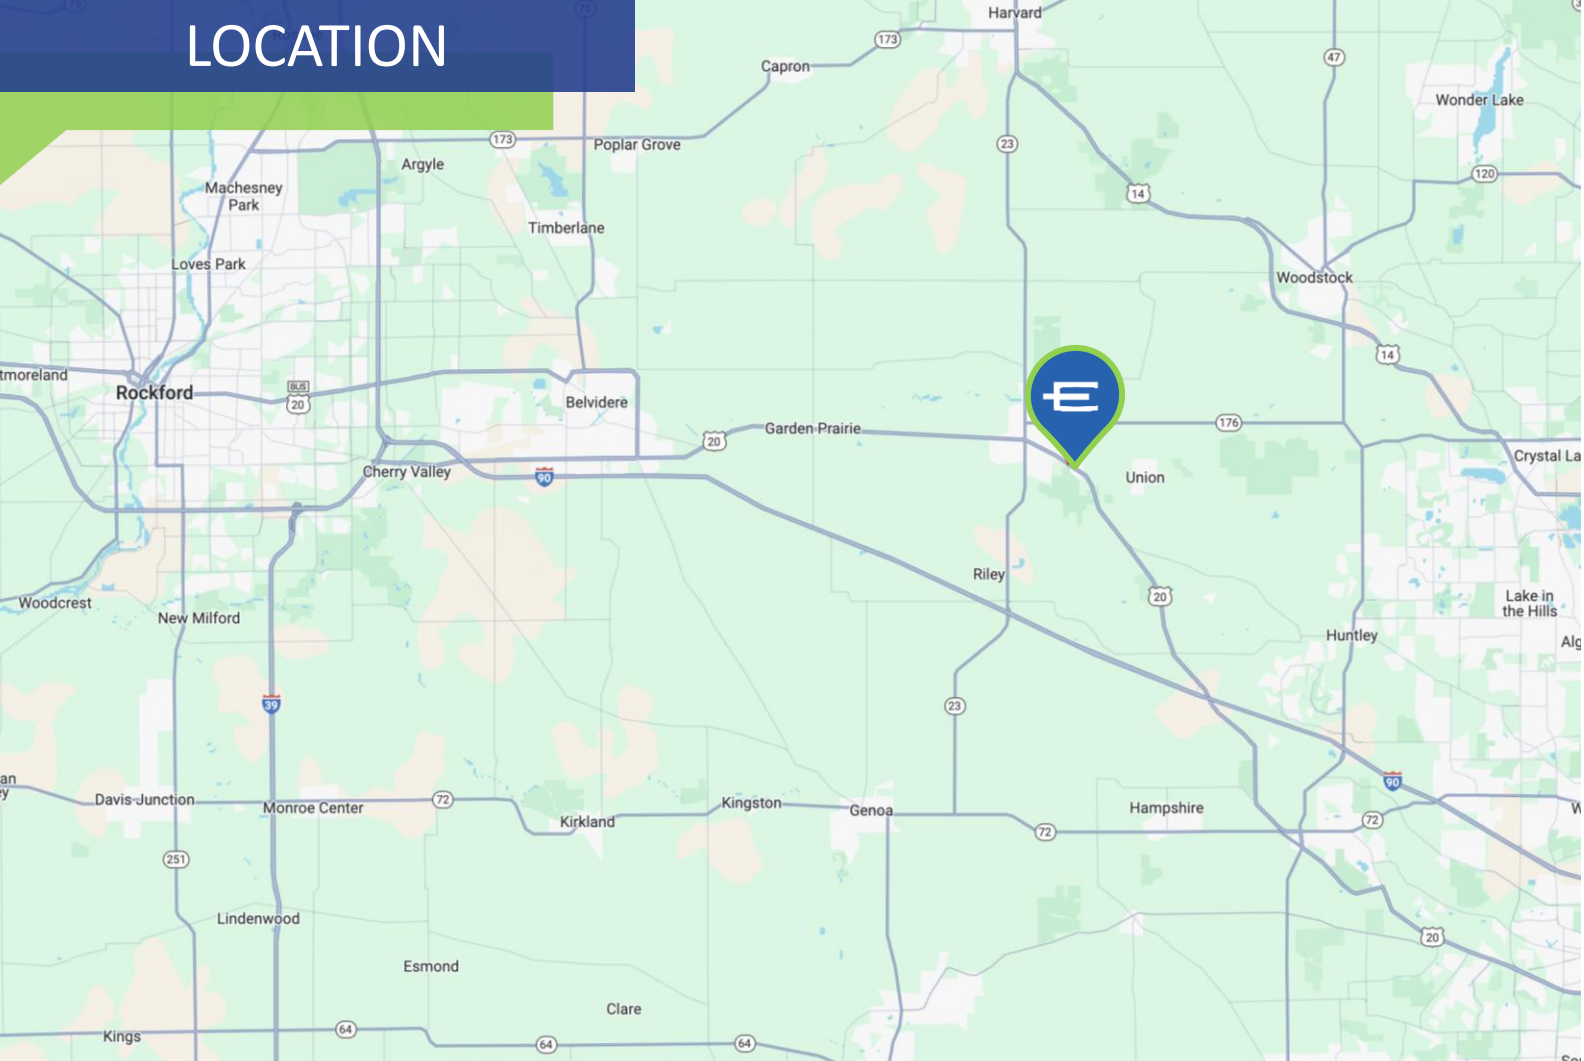 LOCATION
Harvard
173
47
Capron
Wonder Lake
173
Poplar Grove
23
Argyle
120
Machesney
Park
14
Timberlane
Loves Park
Woodstock
14
tmoreland
Rockford
BUS
20
Belvidere
E
Garden Prairie
176
20
Cherry Valley
90
Union
Crystal La
Riley
20
Woodcrest
Lake in
the Hills
New Milford
Huntley
Alg
39
23
an
ey
90
Davis Junction
Monroe Center
72
Kingston
Genoa
Hampshire
W
Kirkland
72
72
251
Lindenwood
20
Esmond
Clare
Kings
64
64
64